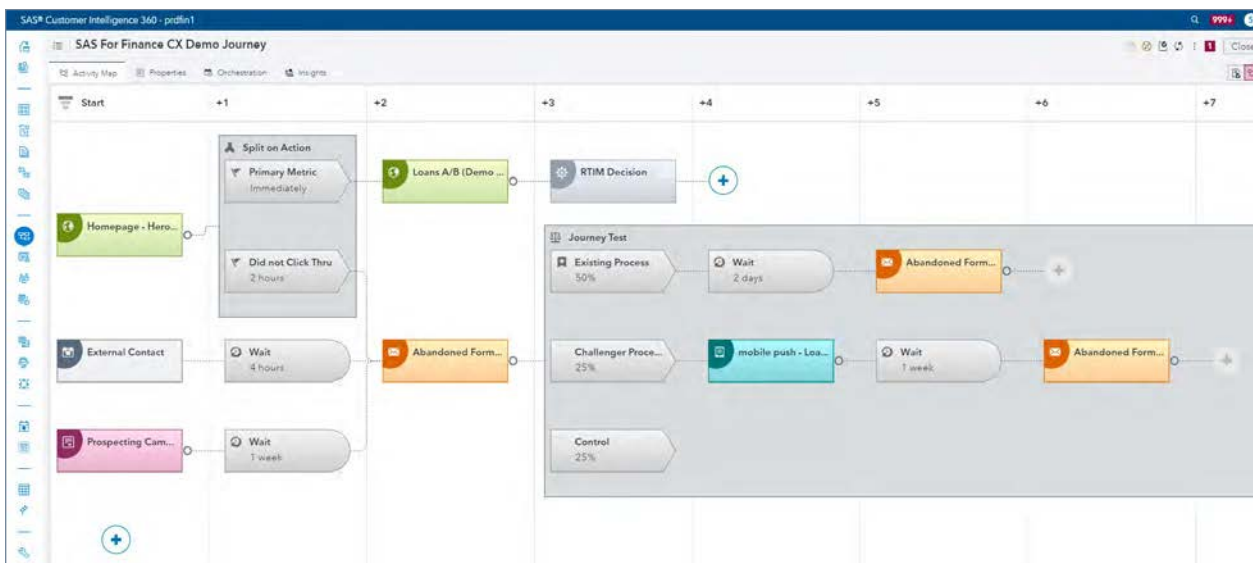 SAS® Customer Intelligence 360 - prdfin1
999+
SAS For Finance CX Demo Journey
1
Close
Activity Map Properties Orchestration Insights
Start +1 +2 +3 +4 +5 +6 +7
Split on Action
Primary Metric
Immediately
Loans A/B (Demo ...
RTIM Decision
Homepage - Hero...
Did not Click Thru
2 hours
Journey Test
Existing Process
50%
Wait
2 days
Abandoned Form...
External Contact
Wait
4 hours
Abandoned Form...
Challenger Proce...
25%
mobile push - Loa...
Wait
1 week
Abandoned Form...
Prospecting Cam...
Wait
1 week
Control
25%